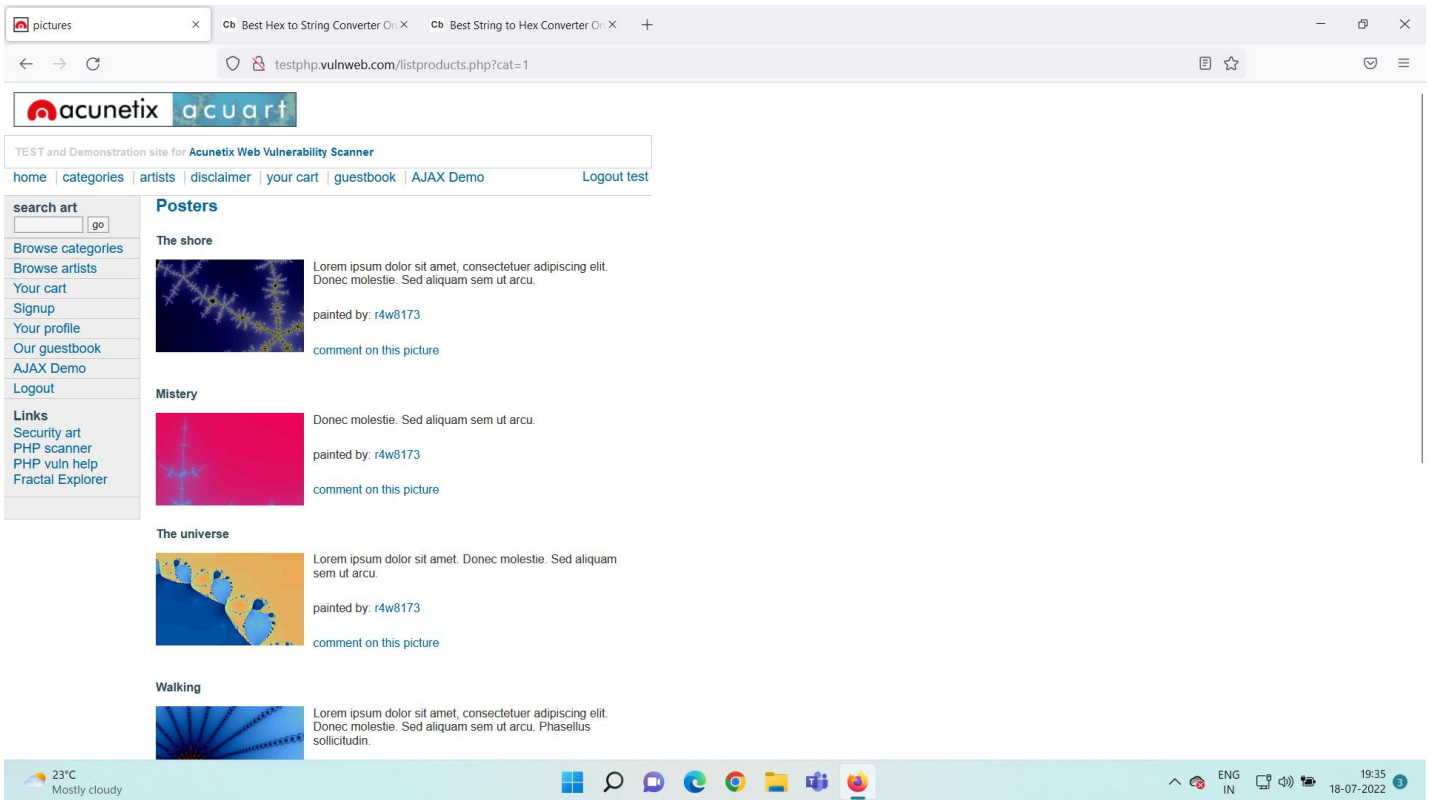 pictures
Cb Best Hex to String Converter On
Cb Best String to Hex Converter On
testphp.vulnweb.com/listproducts.php?cat=1
acunetix acuart
TEST and Demonstration site for Acunetix Web Vulnerability Scanner
home | categories | artists | disclaimer | your cart | guestbook | AJAX Demo
Logout test
search art
go
Browse categories
Browse artists
Your cart
Signup
Your profile
Our guestbook
AJAX Demo
Logout
Links
Security art
PHP scanner
PHP vuln help
Fractal Explorer
Posters
The shore
Lorem ipsum dolor sit amet, consectetuer adipiscing elit.
Donec molestie. Sed aliquam sem ut arcu.
painted by: r4w8173
comment on this picture
Mistery
Donec molestie. Sed aliquam sem ut arcu.
painted by: r4w8173
comment on this picture
The universe
Lorem ipsum dolor sit amet. Donec molestie. Sed aliquam
sem ut arcu.
painted by: r4w8173
comment on this picture
Walking
Lorem ipsum dolor sit amet, consectetuer adipiscing elit.
Donec molestie. Sed aliquam sem ut arcu. Phasellus
sollicitudin.
23°C
Mostly cloudy
ENG
IN
19:35
18-07-2022
3